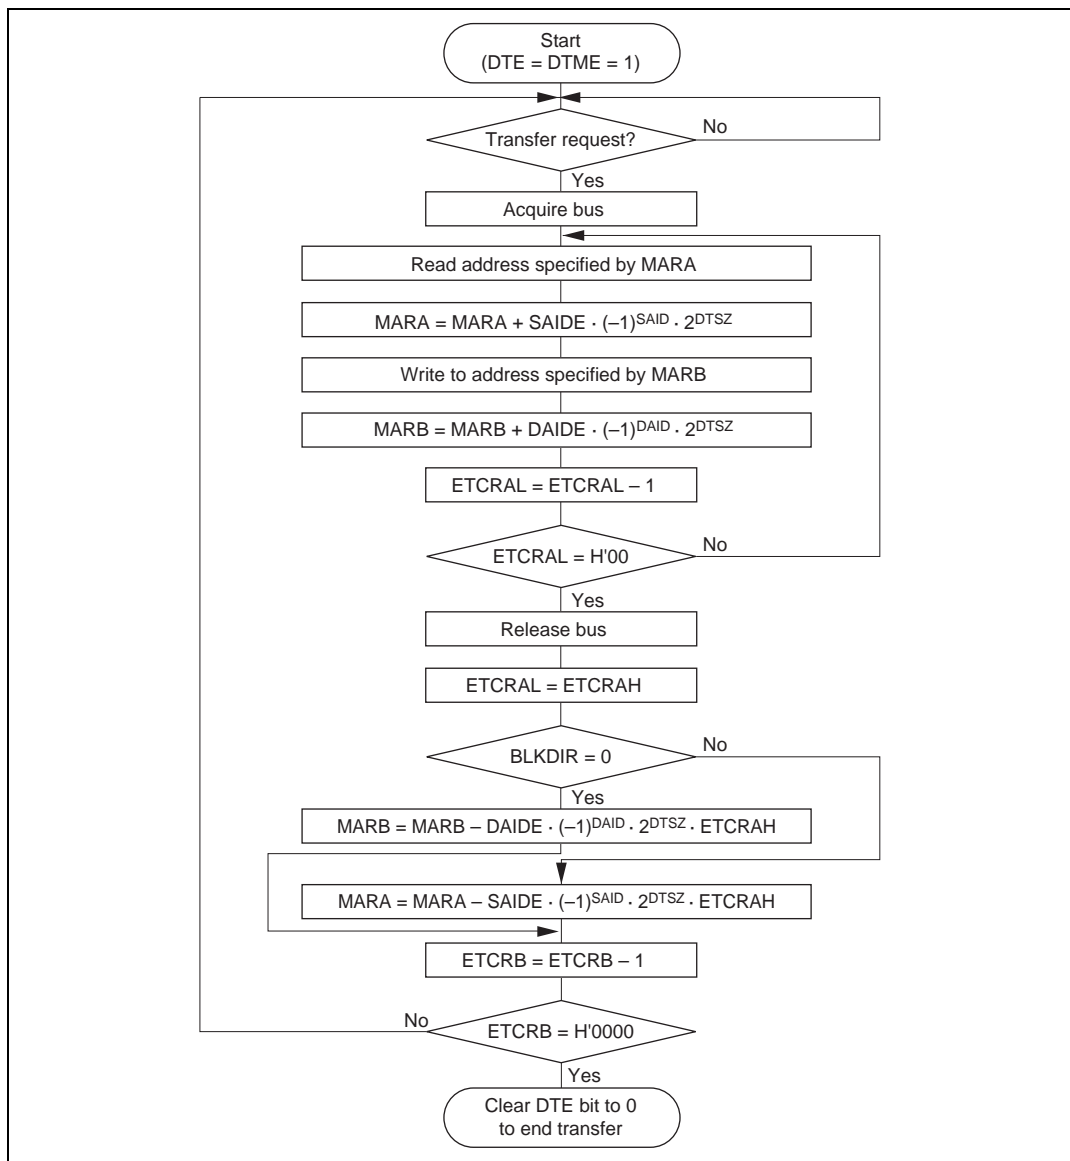 Start
(DTE = DTME = 1)
Transfer request?
No
Yes
Acquire bus
Read address specified by MARA
MARA = MARA + SAIDE · (–1)^SAID · 2^DTSZ
Write to address specified by MARB
MARB = MARB + DAIDE · (–1)^DAID · 2^DTSZ
ETCRAL = ETCRAL – 1
ETCRAL = H'00
No
Yes
Release bus
ETCRAL = ETCRAH
BLKDIR = 0
No
Yes
MARB = MARB – DAIDE · (–1)^DAID · 2^DTSZ · ETCRAH
MARA = MARA – SAIDE · (–1)^SAID · 2^DTSZ · ETCRAH
ETCRB = ETCRB – 1
No
ETCRB = H'0000
Yes
Clear DTE bit to 0
to end transfer